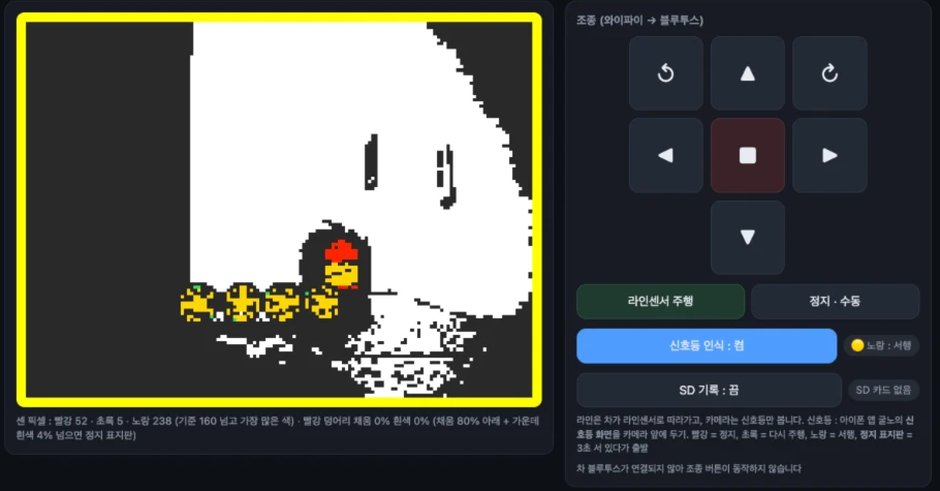 조종 (와이파이 → 블루투스)
라인센서 주행
정지 · 수동
신호등 인식 : 켬
노랑 : 서행
SD 기록 : 끔
SD 카드 없음
센 픽셀 : 빨강 52 · 초록 5 · 노랑 238 (기준 160 넘고 가장 많은 색) · 빨강 덩어리 채움 0% 흰색 0% (채움 80% 아래 + 가운데
흰색 4% 넘으면 정지 표지판)
라인은 차가 라인센서로 따라가고, 카메라는 신호등만 봅니다. 신호등 : 아이폰 앱 굴노의 신
호등 화면을 카메라 앞에 두기. 빨강 = 정지, 초록 = 다시 주행, 노랑 = 서행, 정지 표지판 =
3초 서 있다가 출발
차 블루투스가 연결되지 않아 조종 버튼이 동작하지 않습니다